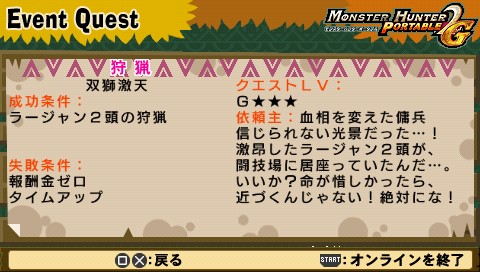 Event Quest
MONSTER HUNTER
PORTABLE 2nd G
狩猟
双獅激天
成功条件：
ラージャン２頭の狩猟
失敗条件：
報酬金ゼロ
タイムアップ
クエストＬＶ：
Ｇ★★★
依頼主：血相を変えた傭兵
信じられない光景だった…！
激昂したラージャン２頭が、
闘技場に居座っていたんだ…。
いいか？命が惜しかったら、
近づくんじゃない！絶対にな！
□×:戻る
START:オンラインを終了